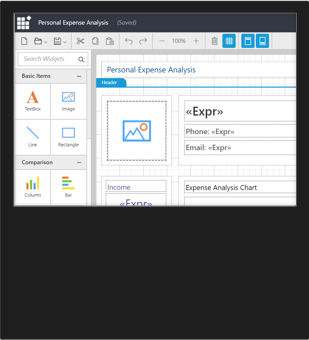 Personal Expense Analysis (Saved)
100%
Search Widgets
Personal Expense Analysis
Header
Basic Items
TextBox
Image
«Expr»
Phone: «Expr»
Line
Rectangle
Email: «Expr»
Comparison
Column
Bar
Income
Expense Analysis Chart
«Expr»